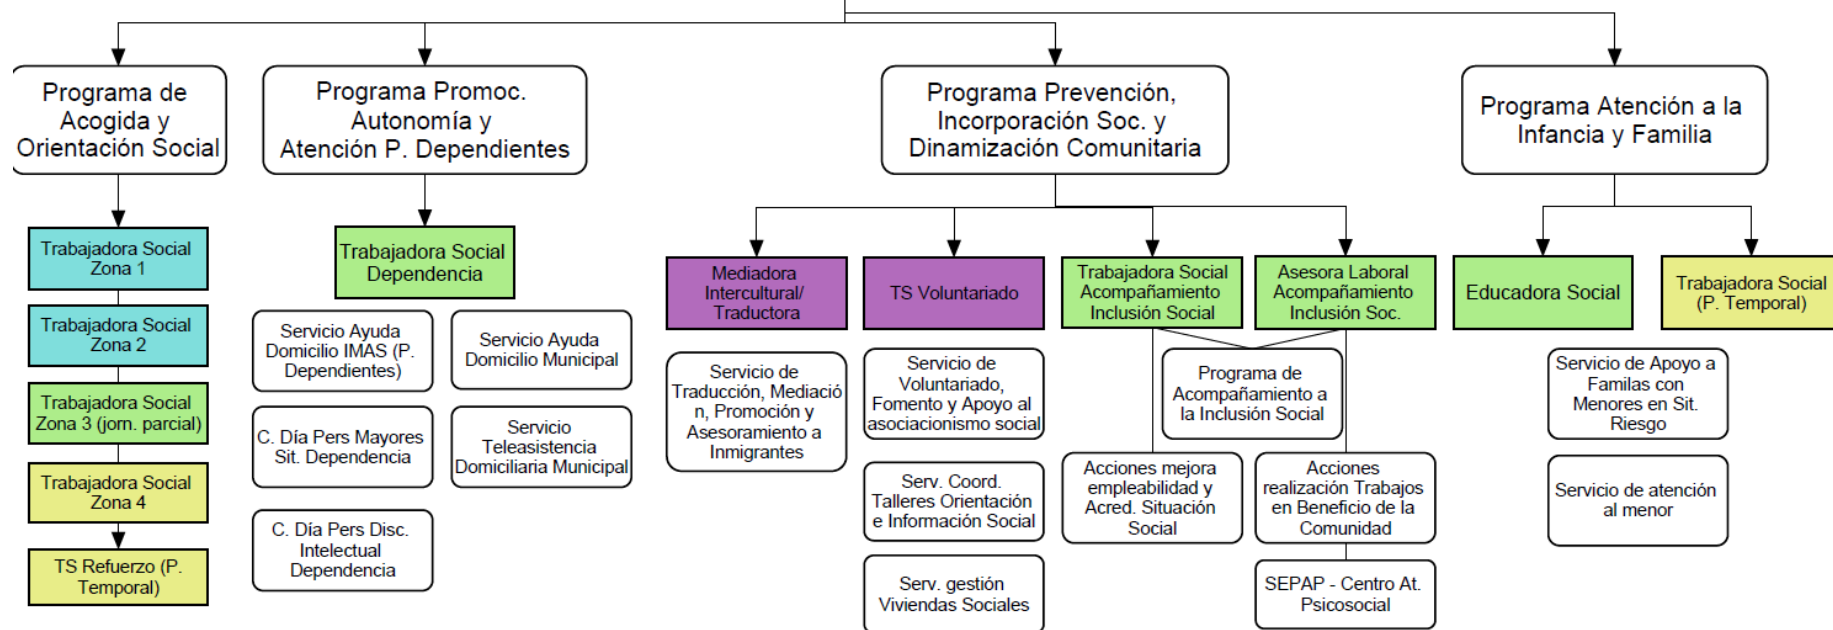 Programa de
Acogida y
Orientación Social
Programa Promoc.
Autonomía y
Atención P. Dependientes
Programa Prevención,
Incorporación Soc. y
Dinamización Comunitaria
Programa Atención a la
Infancia y Familia
Trabajadora Social
Zona 1
Trabajadora Social
Zona 2
Trabajadora Social
Zona 3 (jorn. parcial)
Trabajadora Social
Zona 4
TS Refuerzo (P.
Temporal)
Trabajadora Social
Dependencia
Servicio Ayuda
Domicilio IMAS (P.
Dependientes)
Servicio Ayuda
Domicilio Municipal
C. Día Pers Mayores
Sit. Dependencia
Servicio
Teleasistencia
Domiciliaria Municipal
C. Día Pers Disc.
Intelectual
Dependencia
Mediadora
Intercultural/
Traductora
Servicio de
Traducción, Mediació
n, Promoción y
Asesoramiento a
Inmigrantes
TS Voluntariado
Servicio de
Voluntariado,
Fomento y Apoyo al
asociacionismo social
Serv. Coord.
Talleres Orientación
e Información Social
Serv. gestión
Viviendas Sociales
Trabajadora Social
Acompañamiento
Inclusión Social
Asesora Laboral
Acompañamiento
Inclusión Soc.
Programa de
Acompañamiento a
la Inclusión Social
Acciones mejora
empleabilidad y
Acred. Situación
Social
Acciones
realización Trabajos
en Beneficio de la
Comunidad
SEPAP - Centro At.
Psicosocial
Educadora Social
Trabajadora Social
(P. Temporal)
Servicio de Apoyo a
Familas con
Menores en Sit.
Riesgo
Servicio de atención
al menor